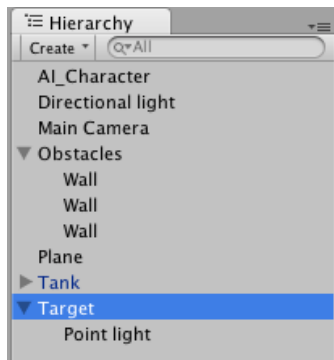 Hierarchy
Create All
AI_Character
Directional light
Main Camera
Obstacles
Wall
Wall
Wall
Plane
Tank
Target
Point light